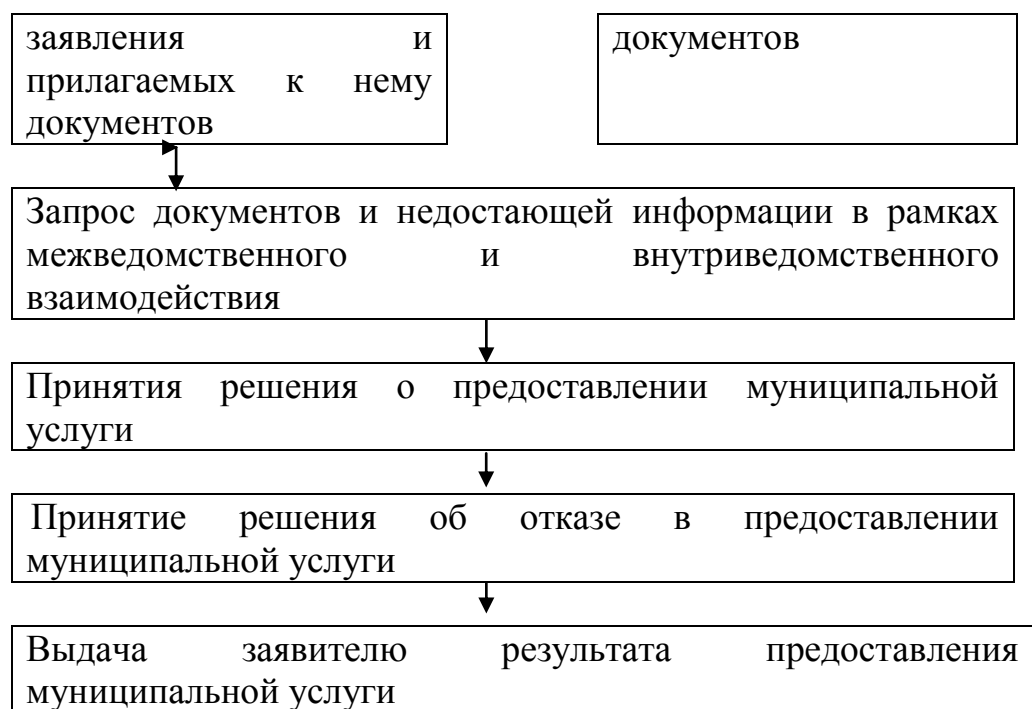 заявления и
прилагаемых к нему
документов
документов
Запрос документов и недостающей информации в рамках
межведомственного и внутриведомственного
взаимодействия
Принятия решения о предоставлении муниципальной
услуги
Принятие решения об отказе в предоставлении
муниципальной услуги
Выдача заявителю результата предоставления
муниципальной услуги